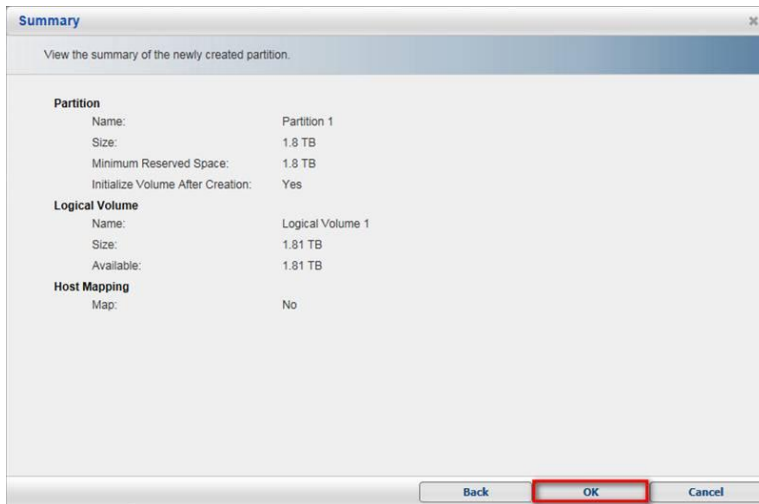 Summary
View the summary of the newly created partition.
Partition
Name: Partition 1
Size: 1.8 TB
Minimum Reserved Space: 1.8 TB
Initialize Volume After Creation: Yes
Logical Volume
Name: Logical Volume 1
Size: 1.81 TB
Available: 1.81 TB
Host Mapping
Map: No
Back OK Cancel